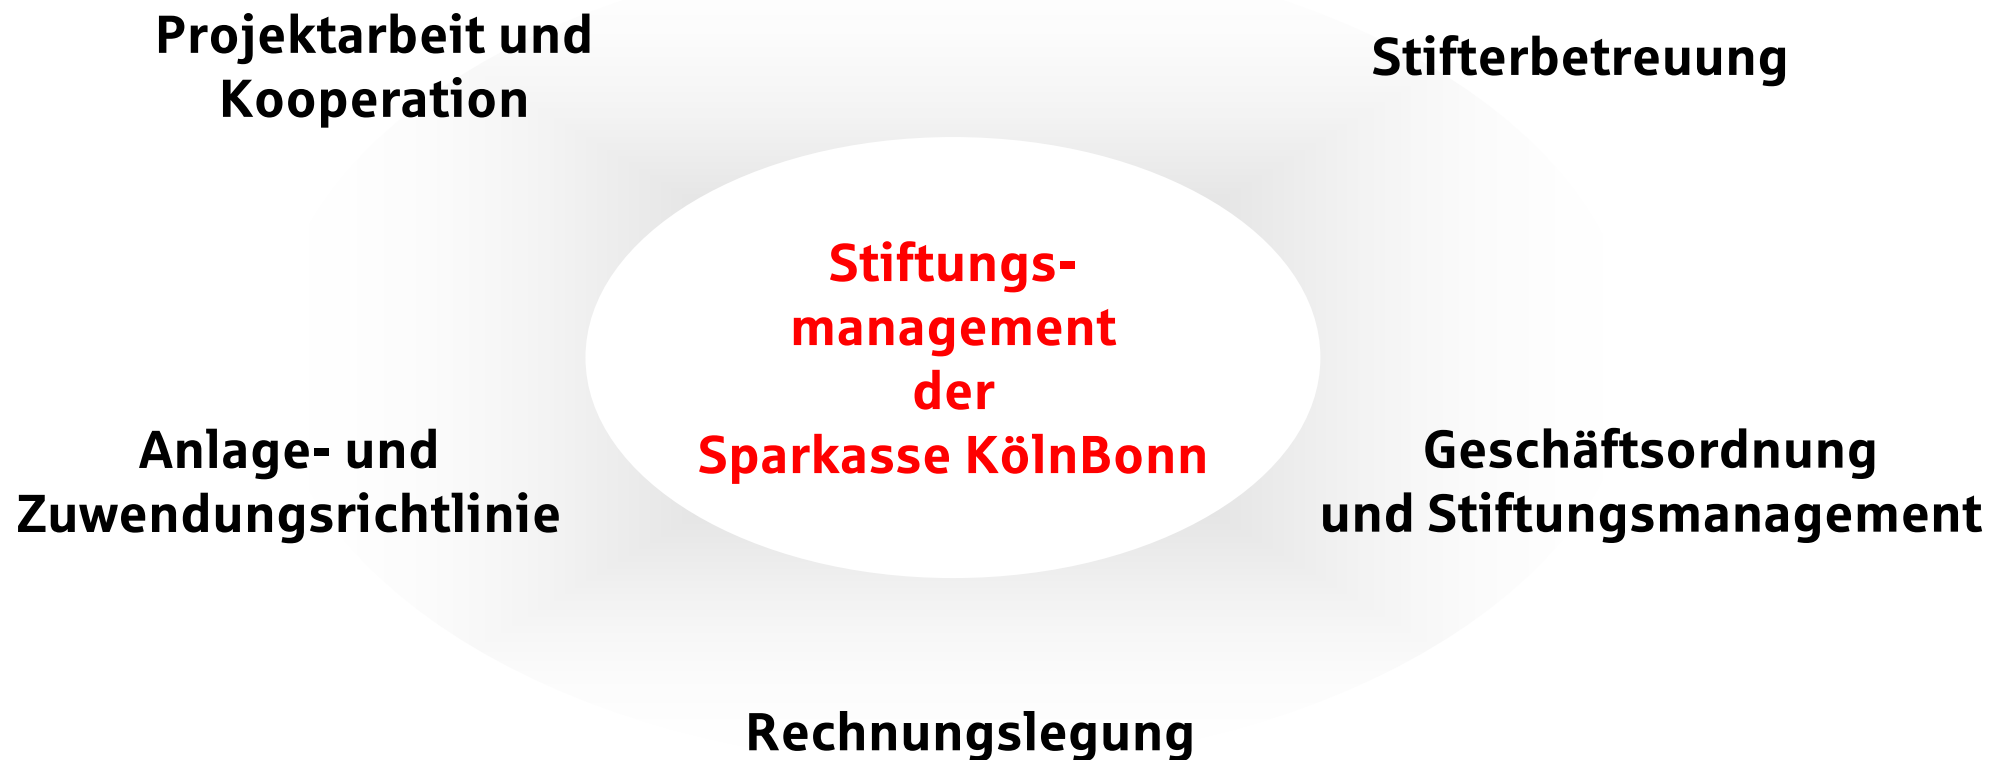 Projektarbeit und
Kooperation
Stifterbetreuung
Stiftungs-
management
der
Sparkasse KölnBonn
Anlage- und
Zuwendungsrichtlinie
Geschäftsordnung
und Stiftungsmanagement
Rechnungslegung